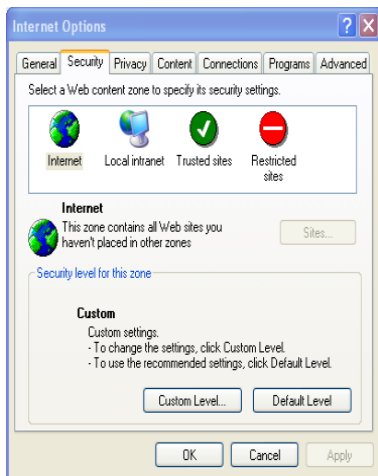 Internet Options
General Security Privacy Content Connections Programs Advanced
Select a Web content zone to specify its security settings.
Internet Local intranet Trusted sites Restricted
sites
Internet
This zone contains all Web sites you
haven't placed in other zones
Sites...
Security level for this zone
Custom
Custom settings.
- To change the settings, click Custom Level.
- To use the recommended settings, click Default Level.
Custom Level... Default Level
OK Cancel Apply